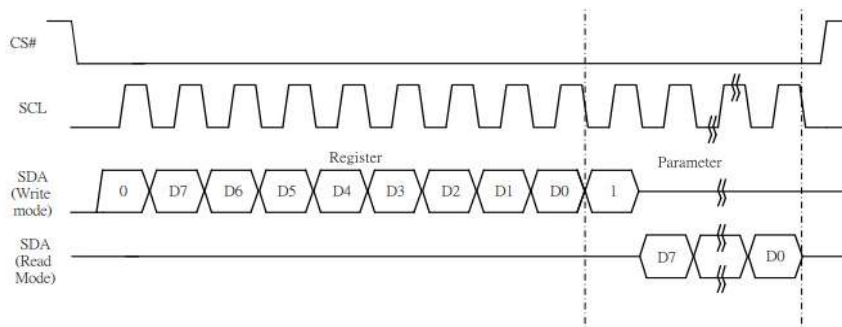 CS#
SCL
Register
Parameter
SDA
(Write
mode)
0 D7 D6 D5 D4 D3 D2 D1 D0 1
SDA
(Read
Mode)
D7 D0